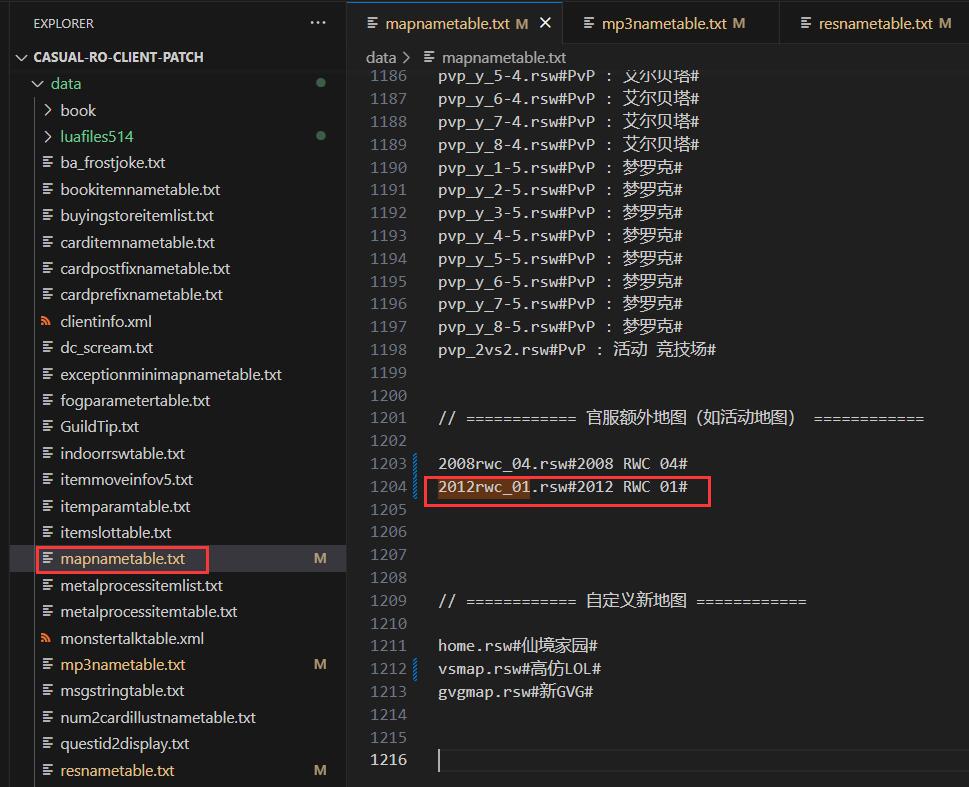 EXPLORER
···
CASUAL-RO-CLIENT-PATCH
data
book
luafiles514
ba_frostjoke.txt
bookitemnametable.txt
buyingstoreitemlist.txt
carditemnametable.txt
cardpostfixnametable.txt
cardprefixnametable.txt
clientinfo.xml
dc_scream.txt
exceptionminimapnametable.txt
fogparametertable.txt
GuildTip.txt
indoorrswtable.txt
itemmoveinfov5.txt
itemparamtable.txt
itemslottable.txt
mapnametable.txt M
metalprocessitemlist.txt
metalprocessitemtable.txt
monstertalktable.xml
mp3nametable.txt M
msgstringtable.txt
num2cardillustnametable.txt
questid2display.txt
resnametable.txt M
mapnametable.txt M
mp3nametable.txt M
resnametable.txt M
data > mapnametable.txt
1186 pvp_y_5-4.rsw#PvP : 艾尔贝塔#
1187 pvp_y_6-4.rsw#PvP : 艾尔贝塔#
1188 pvp_y_7-4.rsw#PvP : 艾尔贝塔#
1189 pvp_y_8-4.rsw#PvP : 艾尔贝塔#
1190 pvp_y_1-5.rsw#PvP : 梦罗克#
1191 pvp_y_2-5.rsw#PvP : 梦罗克#
1192 pvp_y_3-5.rsw#PvP : 梦罗克#
1193 pvp_y_4-5.rsw#PvP : 梦罗克#
1194 pvp_y_5-5.rsw#PvP : 梦罗克#
1195 pvp_y_6-5.rsw#PvP : 梦罗克#
1196 pvp_y_7-5.rsw#PvP : 梦罗克#
1197 pvp_y_8-5.rsw#PvP : 梦罗克#
1198 pvp_2vs2.rsw#PvP : 活动 竞技场#
1199
1200
1201 // ============ 官服额外地图（如活动地图） ============
1202
1203 2008rwc_04.rsw#2008 RWC 04#
1204 2012rwc_01.rsw#2012 RWC 01#
1205
1206
1207
1208
1209 // ============ 自定义新地图 ============
1210
1211 home.rsw#仙境家园#
1212 vsmap.rsw#高仿LOL#
1213 gvgmap.rsw#新GVG#
1214
1215
1216